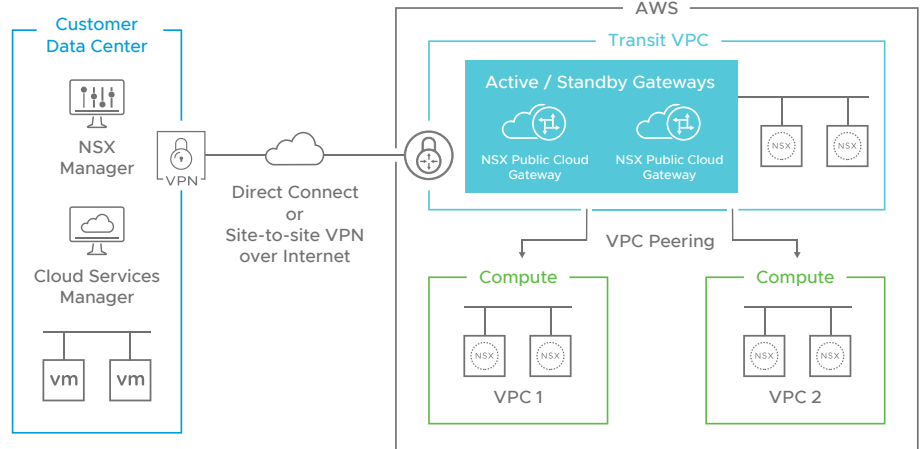 AWS
Customer
Data Center
NSX
Manager
VPN
Cloud Services
Manager
vm
vm
Direct Connect
or
Site-to-site VPN
over Internet
Transit VPC
Active / Standby Gateways
NSX Public Cloud
Gateway
NSX Public Cloud
Gateway
NSX
NSX
VPC Peering
Compute
NSX
NSX
VPC 1
Compute
NSX
NSX
VPC 2